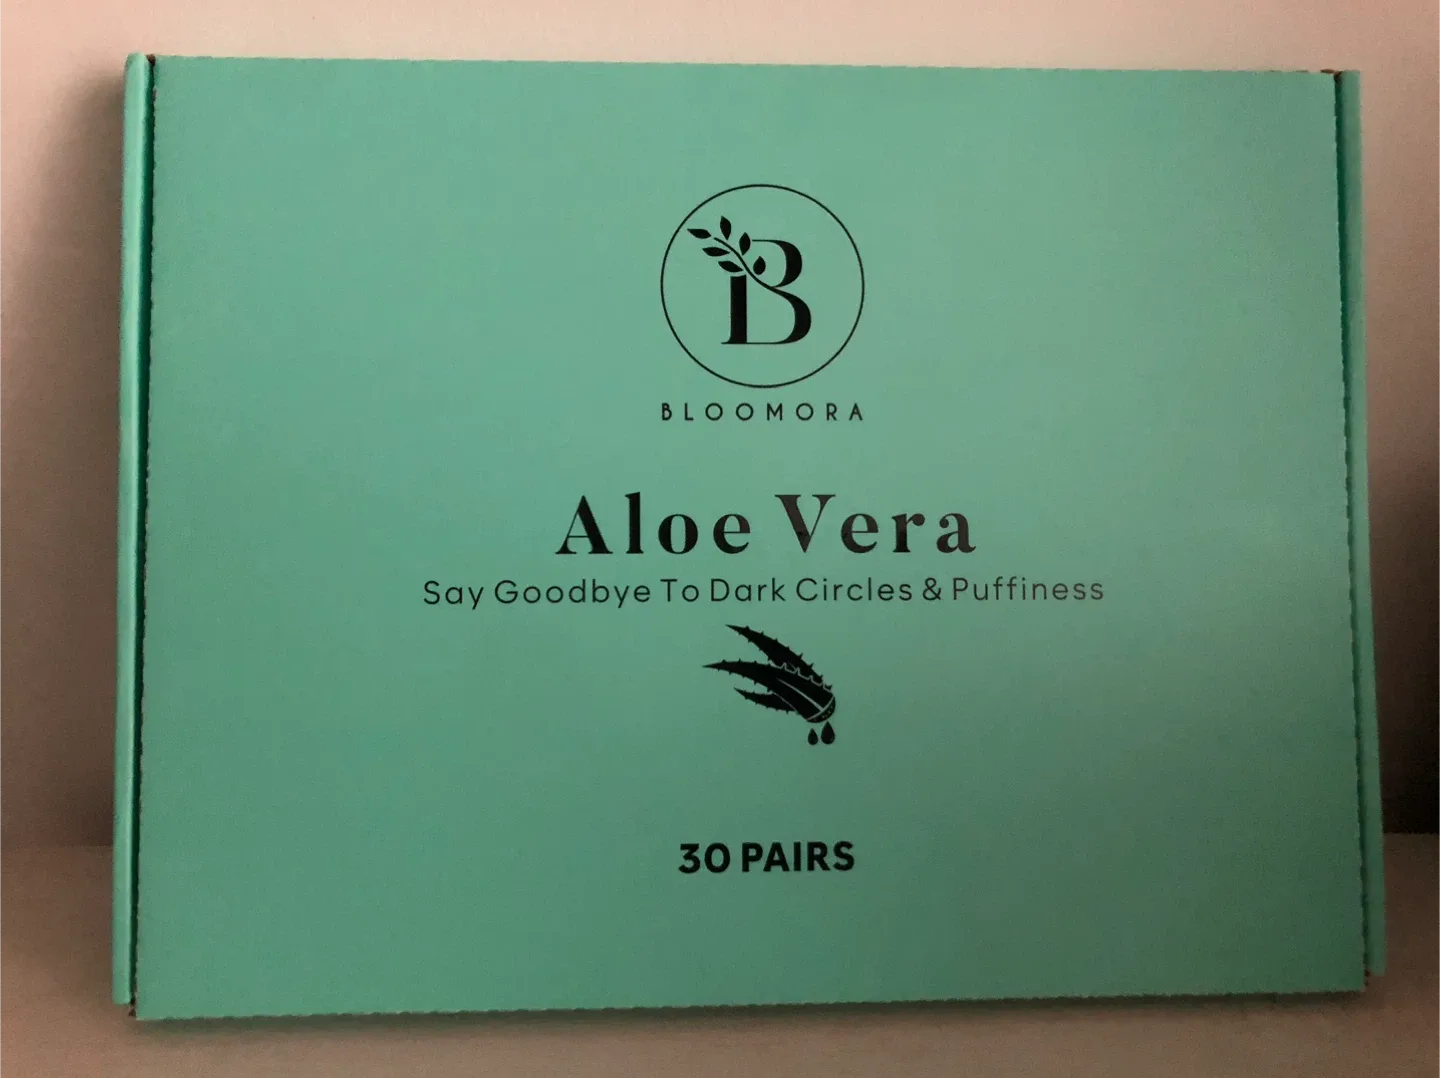 B
BLOOMORA
Aloe Vera
Say Goodbye To Dark Circles & Puffiness
30 PAIRS